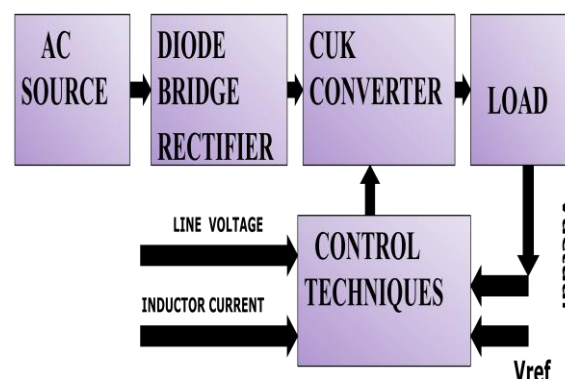 AC
SOURCE
DIODE
BRIDGE
RECTIFIER
CUK
CONVERTER
LOAD
LINE VOLTAGE
INDUCTOR CURRENT
CONTROL
TECHNIQUES
Vref